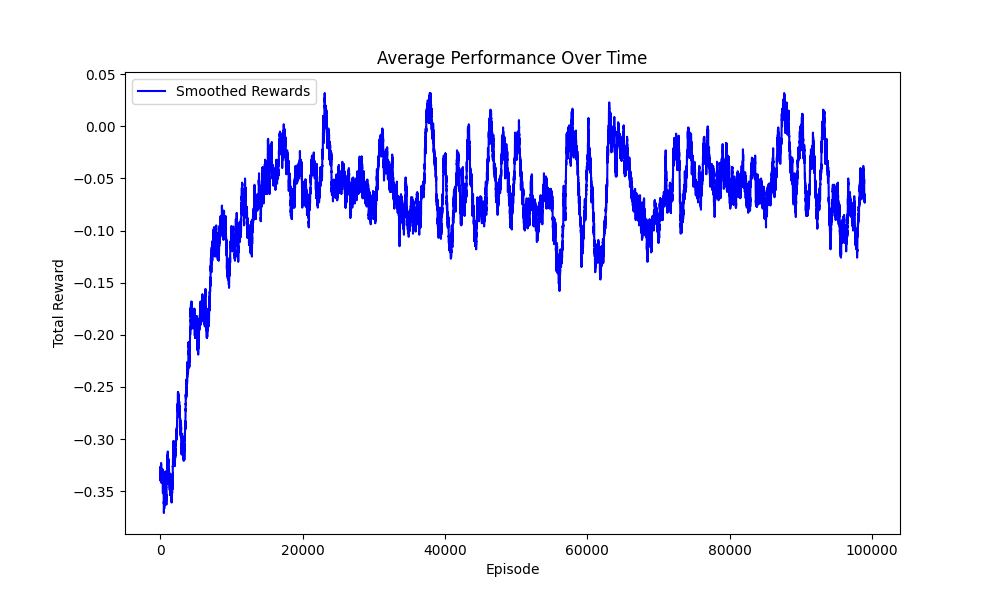 Average Performance Over Time
Smoothed Rewards
Total Reward
0.05
0.00
−0.05
−0.10
−0.15
−0.20
−0.25
−0.30
−0.35
0 20000 40000 60000 80000 100000
Episode